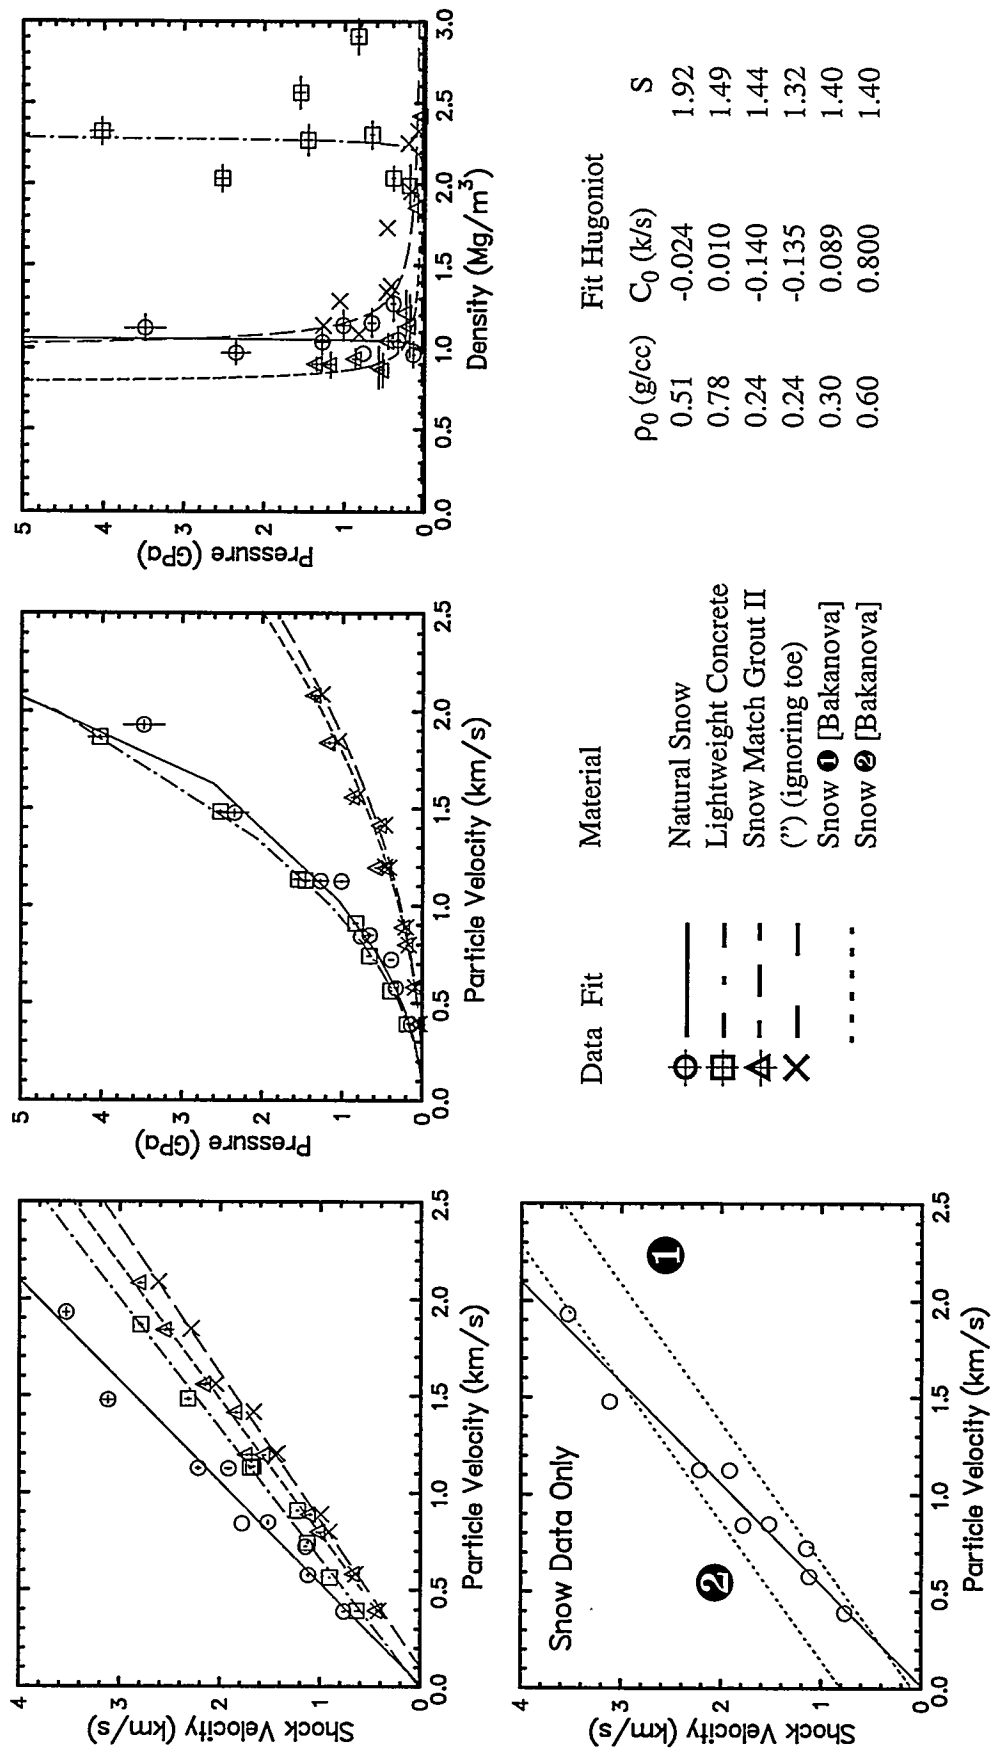 4
3
2
1
0
Shock Velocity (km/s)
0.0 0.5 1.0 1.5 2.0 2.5
Particle Velocity (km/s)
5
4
3
2
1
0
Pressure (GPa)
0.0 0.5 1.0 1.5 2.0 2.5
Particle Velocity (km/s)
5
4
3
2
1
0
Pressure (GPa)
0.0 0.5 1.0 1.5 2.0 2.5 3.0
Density (Mg/m³)
Snow Data Only
❷
❶
4
3
2
1
0
Shock Velocity (km/s)
0.0 0.5 1.0 1.5 2.0 2.5
Particle Velocity (km/s)
Fit Hugoniot
Data Fit Material ρ₀ (g/cc) C₀ (k/s) S
Natural Snow 0.51 -0.024 1.92
Lightweight Concrete 0.78 0.010 1.49
Snow Match Grout II 0.24 -0.140 1.44
(") (ignoring toe) 0.24 -0.135 1.32
Snow ❶ [Bakanova] 0.30 0.089 1.40
Snow ❷ [Bakanova] 0.60 0.800 1.40